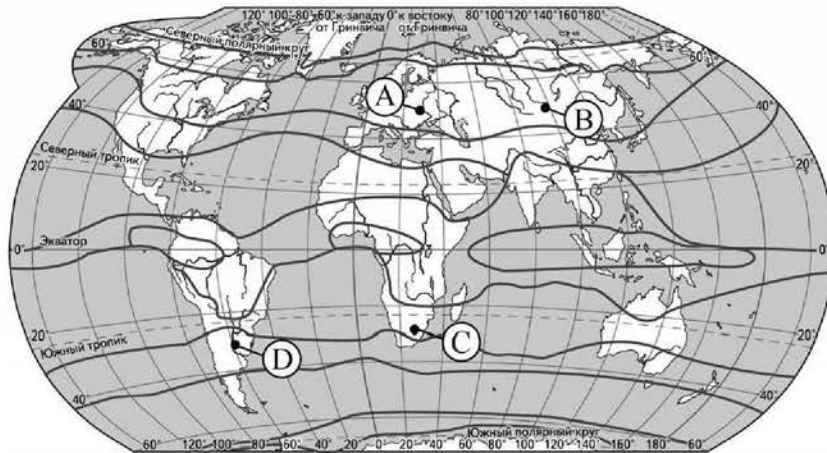 120° 100° 80° 60° к западу 0° к востоку 80° 100° 120° 140° 160° 180°
от Гринвича от Гринвича
Северный полярный круг
60° 60°
A
B
40° 40°
Северный тропик
20° 20°
Экватор
0° 0°
20° 20°
Южный тропик
D
C
40° 40°
Южный полярный круг
60° 120° 100° 80° 60° 40° 20° 0° 20° 40° 60° 80° 100° 120° 140° 160° 180° 60°